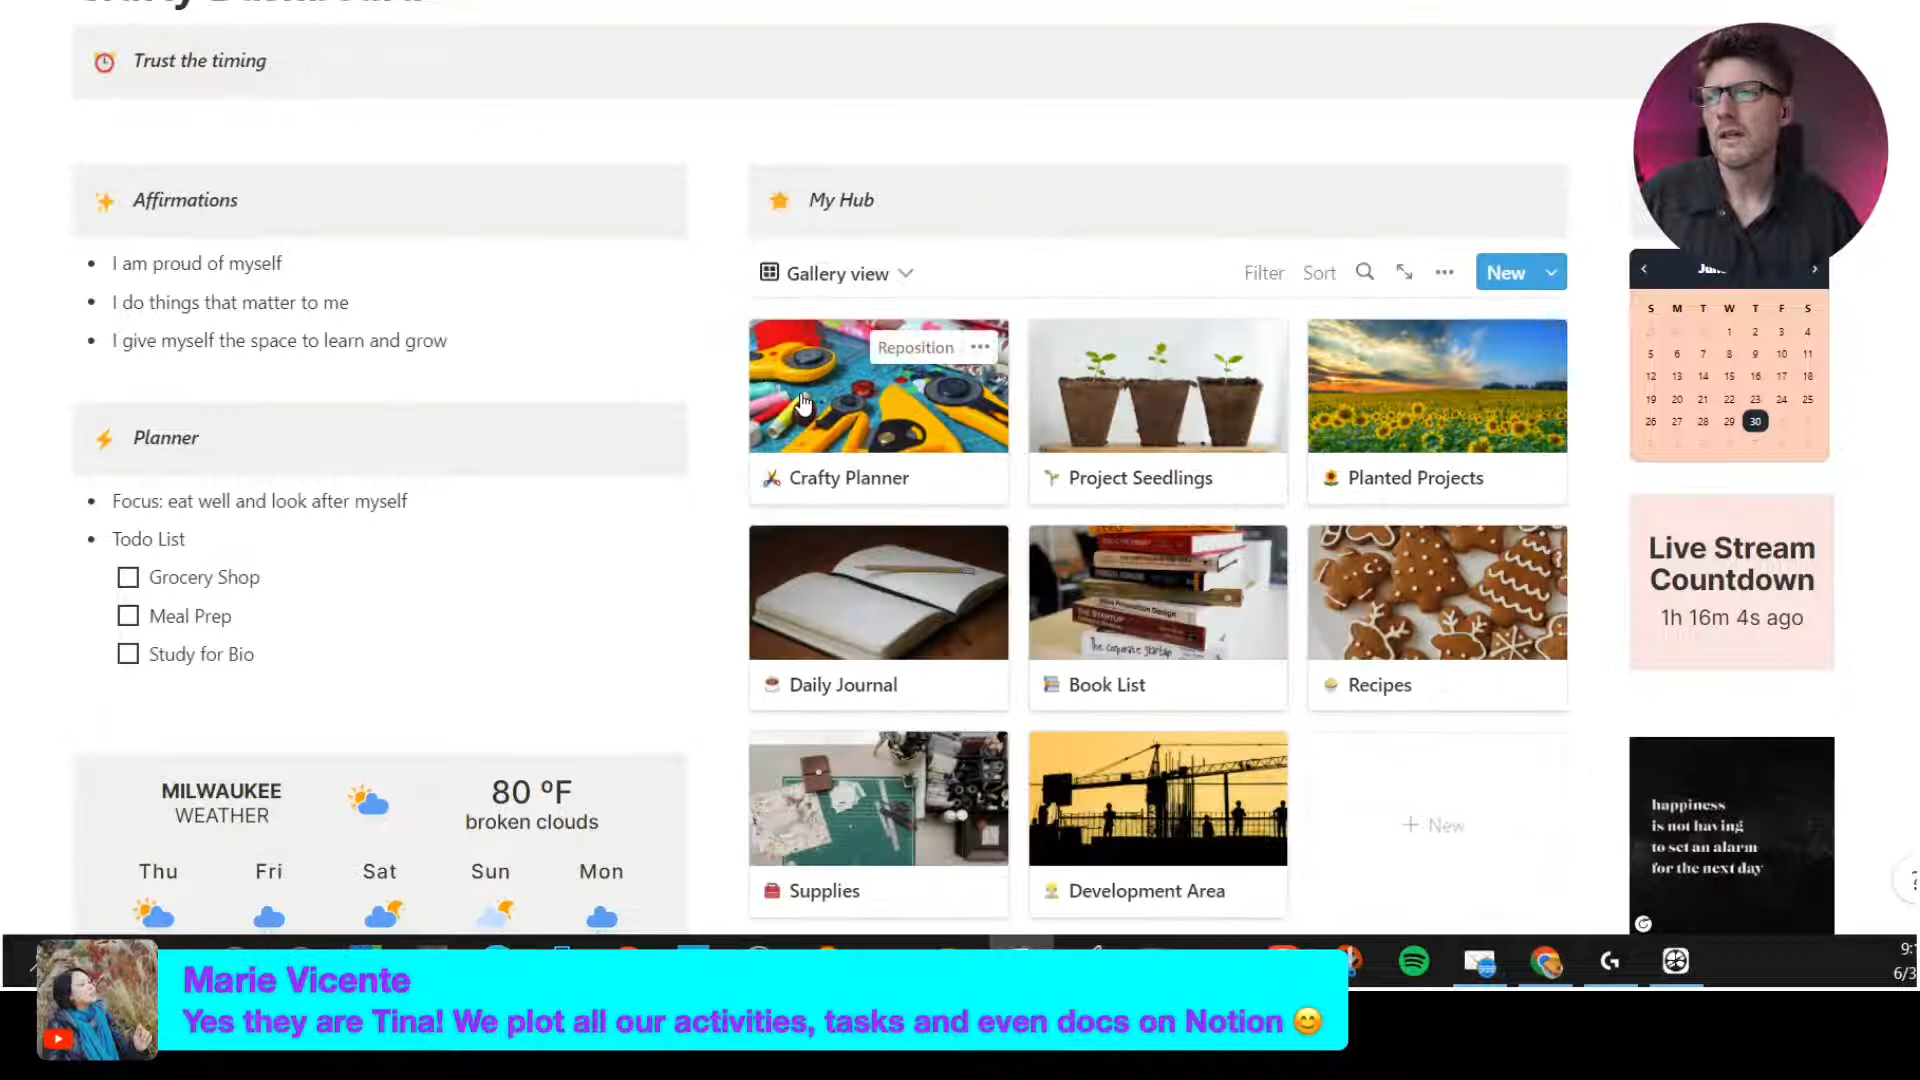 Trust the timing
Affirmations
I am proud of myself
I do things that matter to me
I give myself the space to learn and grow
Planner
Focus: eat well and look after myself
Todo List
Grocery Shop
Meal Prep
Study for Bio
MILWAUKEE
WEATHER
80 ºF
broken clouds
Thu Fri Sat Sun Mon
My Hub
Gallery view
Filter Sort ••• New
Reposition •••
Crafty Planner
Project Seedlings
Planted Projects
Daily Journal
Book List
Recipes
THE STARTUP
The corporate startup
Supplies
Development Area
+ New
S M T W T F S
1 2 3 4
5 6 7 8 9 10 11
12 13 14 15 16 17 18
19 20 21 22 23 24 25
26 27 28 29 30
Live Stream
Countdown
1h 16m 4s ago
happiness
is not having
to set an alarm
for the next day
?
Marie Vicente
Yes they are Tina! We plot all our activities, tasks and even docs on Notion 😊